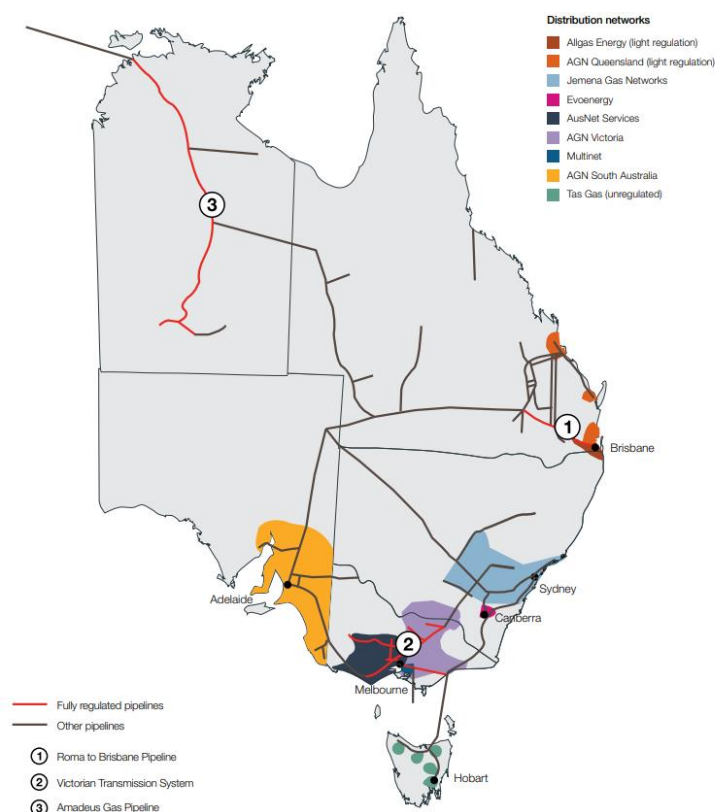 Distribution networks
Allgas Energy (light regulation)
AGN Queensland (light regulation)
Jemena Gas Networks
Evoenergy
AusNet Services
AGN Victoria
Multinet
AGN South Australia
Tas Gas (unregulated)
3
1
Brisbane
Sydney
Adelaide
Canberra
2
Melbourne
Hobart
Fully regulated pipelines
Other pipelines
1 Roma to Brisbane Pipeline
2 Victorian Transmission System
3 Amadeus Gas Pipeline